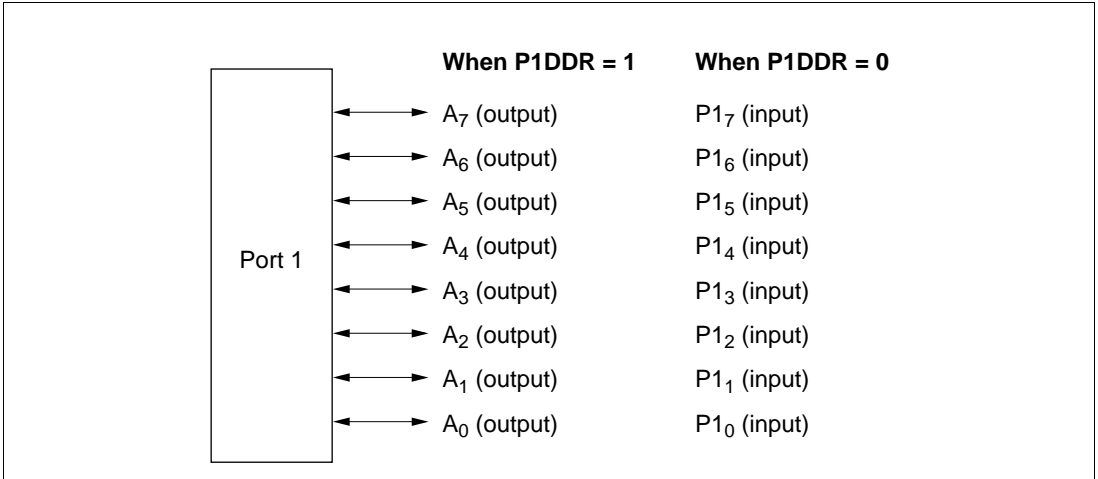 When P1DDR = 1 When P1DDR = 0
A₇ (output) P1₇ (input)
A₆ (output) P1₆ (input)
A₅ (output) P1₅ (input)
A₄ (output) P1₄ (input)
Port 1
A₃ (output) P1₃ (input)
A₂ (output) P1₂ (input)
A₁ (output) P1₁ (input)
A₀ (output) P1₀ (input)